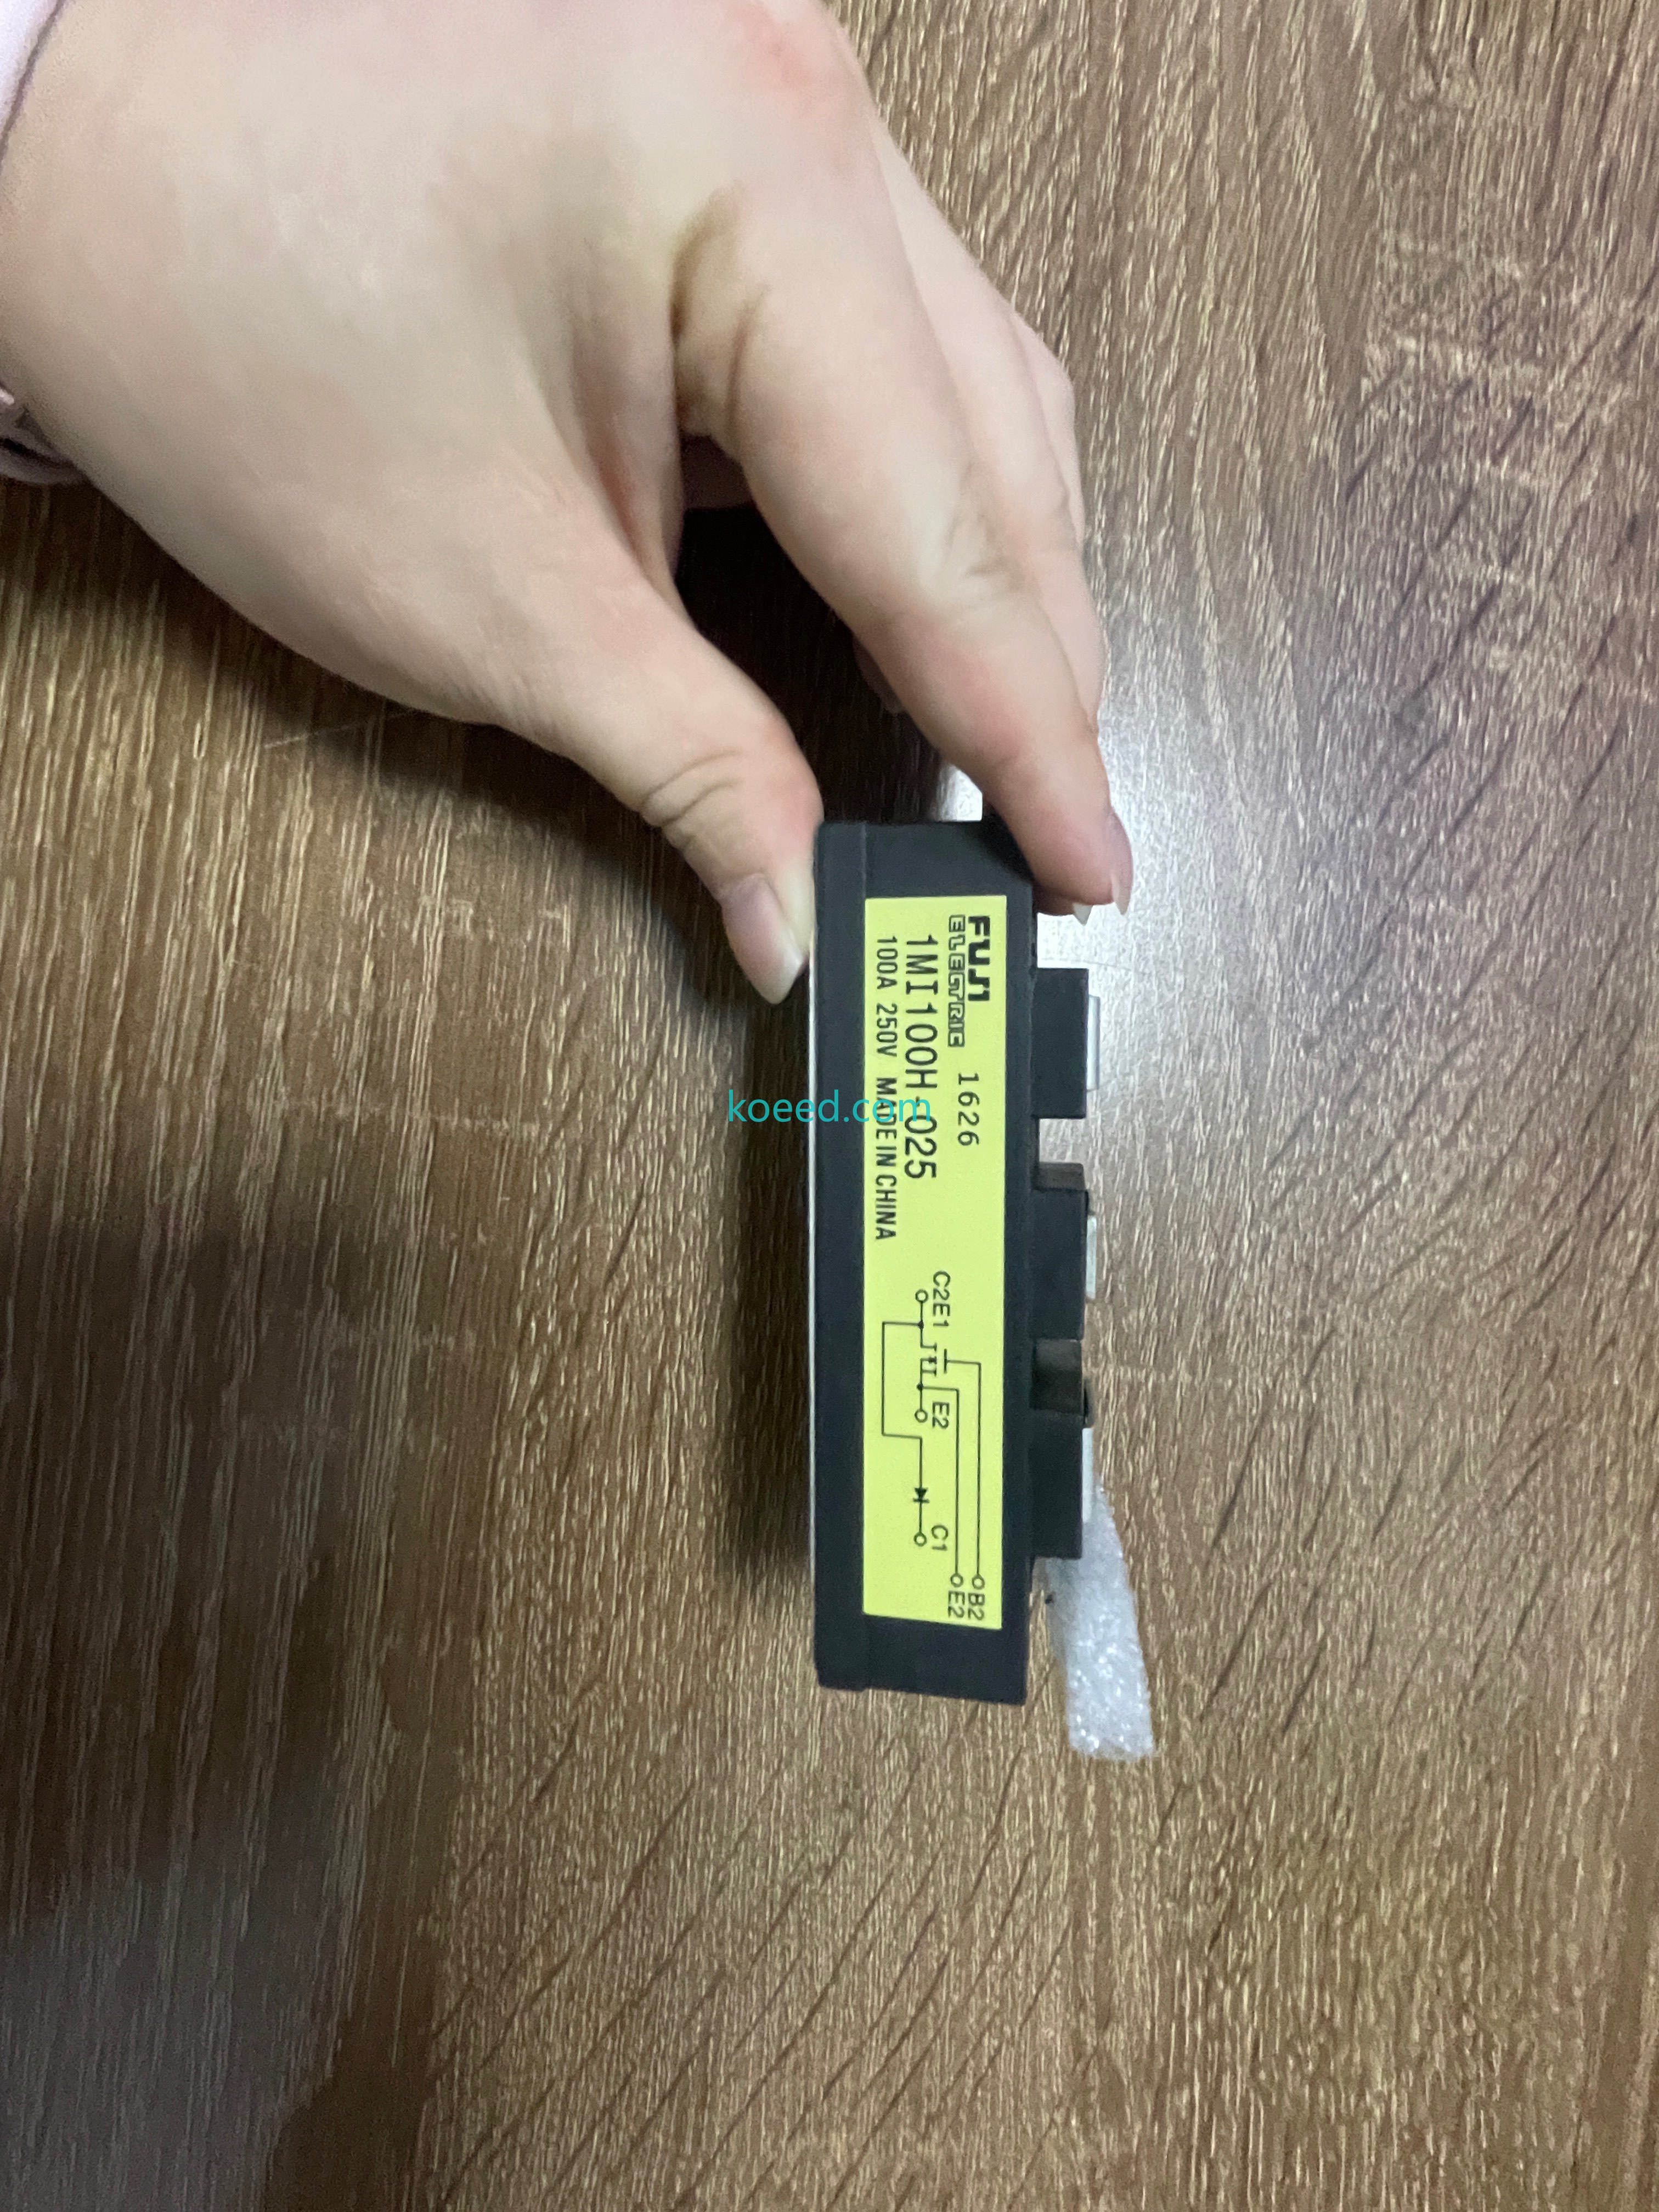 FUJI
ELECTRIC 1626
1MI100H-025
100A 250V MADE IN CHINA
C2E1
E2
C1
B2
E2
koeed.com